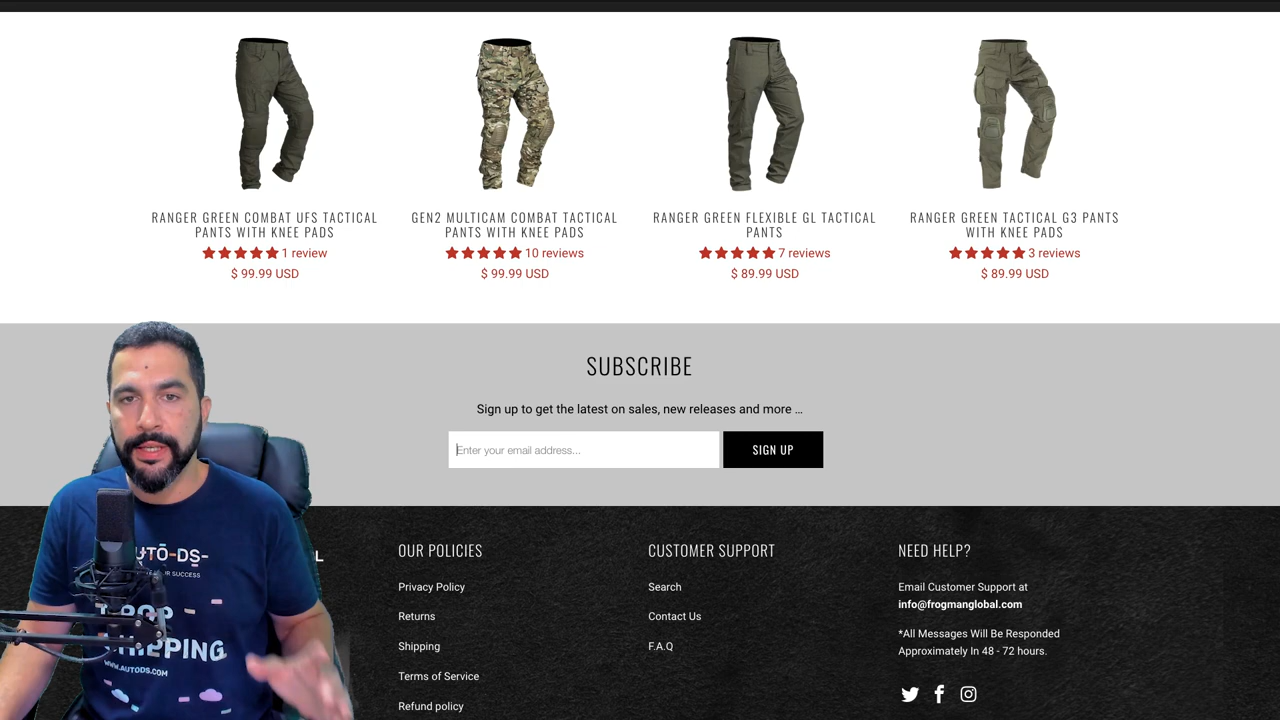 RANGER GREEN COMBAT UFS TACTICAL
PANTS WITH KNEE PADS
1 review
$ 99.99 USD
GEN2 MULTICAM COMBAT TACTICAL
PANTS WITH KNEE PADS
10 reviews
$ 99.99 USD
RANGER GREEN FLEXIBLE GL TACTICAL
PANTS
7 reviews
$ 89.99 USD
RANGER GREEN TACTICAL G3 PANTS
WITH KNEE PADS
3 reviews
$ 89.99 USD
SUBSCRIBE
Sign up to get the latest on sales, new releases and more …
Enter your email address...
SIGN UP
OUR POLICIES
Privacy Policy
Returns
Shipping
Terms of Service
Refund policy
CUSTOMER SUPPORT
Search
Contact Us
F.A.Q
NEED HELP?
Email Customer Support at
info@frogmanglobal.com
*All Messages Will Be Responded
Approximately In 48 - 72 hours.
WWW.AUTODS.COM